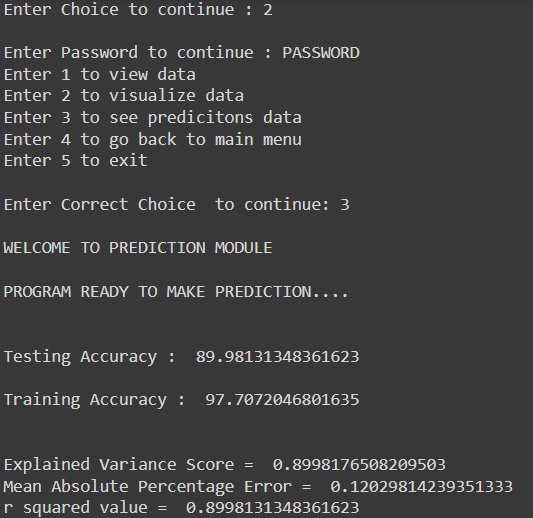 Enter Choice to continue : 2
Enter Password to continue : PASSWORD
Enter 1 to view data
Enter 2 to visualize data
Enter 3 to see predicitons data
Enter 4 to go back to main menu
Enter 5 to exit
Enter Correct Choice  to continue: 3
WELCOME TO PREDICTION MODULE
PROGRAM READY TO MAKE PREDICTION....
Testing Accuracy :  89.98131348361623
Training Accuracy :  97.7072046801635
Explained Variance Score =  0.8998176508209503
Mean Absolute Percentage Error =  0.12029814239351333
r squared value =  0.8998131348361623